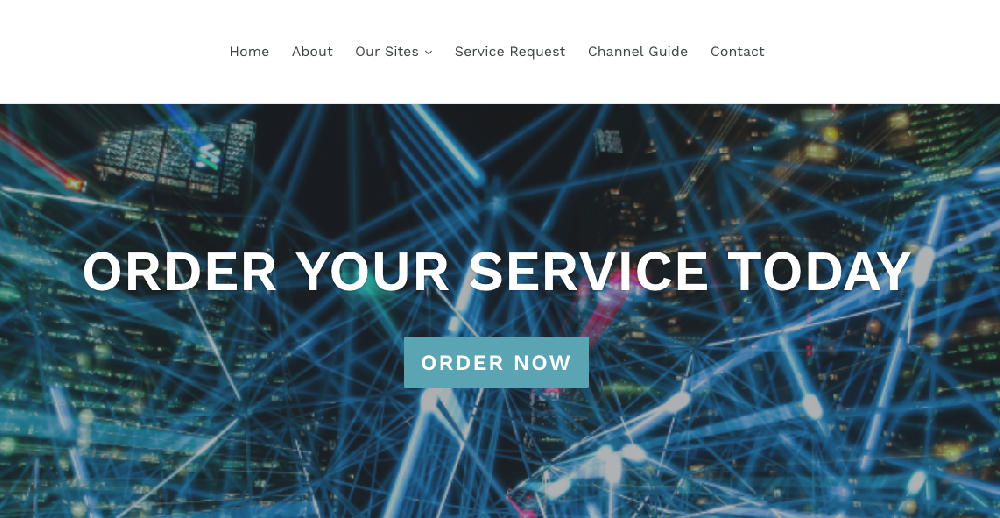 Home About Our Sites Service Request Channel Guide Contact
ORDER YOUR SERVICE TODAY
ORDER NOW